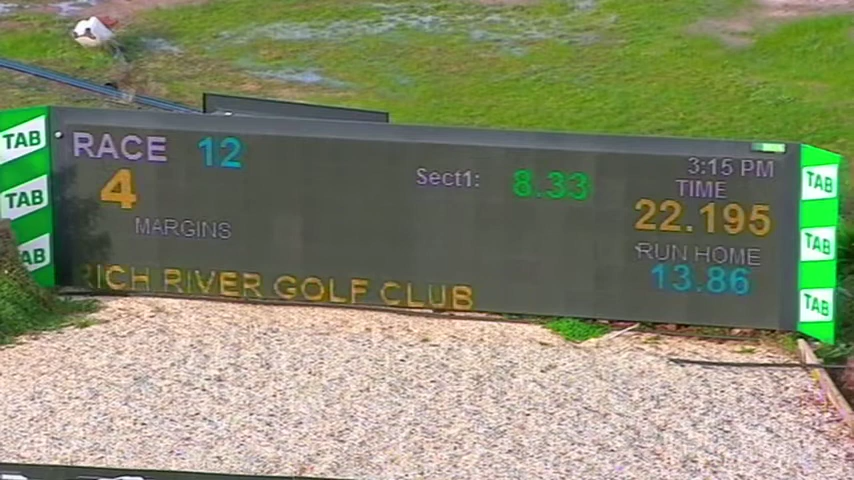 TAB
TAB
TAB
RACE 12
4
MARGINS
Sect1: 8.33
3:15 PM
TIME
22.195
RUN HOME
13.86
RICH RIVER GOLF CLUB
TAB
TAB
TAB